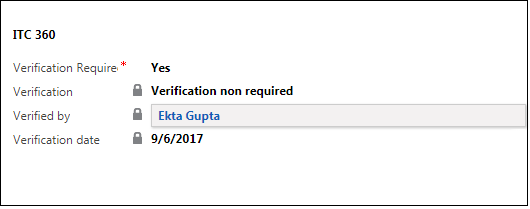 ITC 360
Verification Require* Yes
Verification Verification non required
Verified by Ekta Gupta
Verification date 9/6/2017